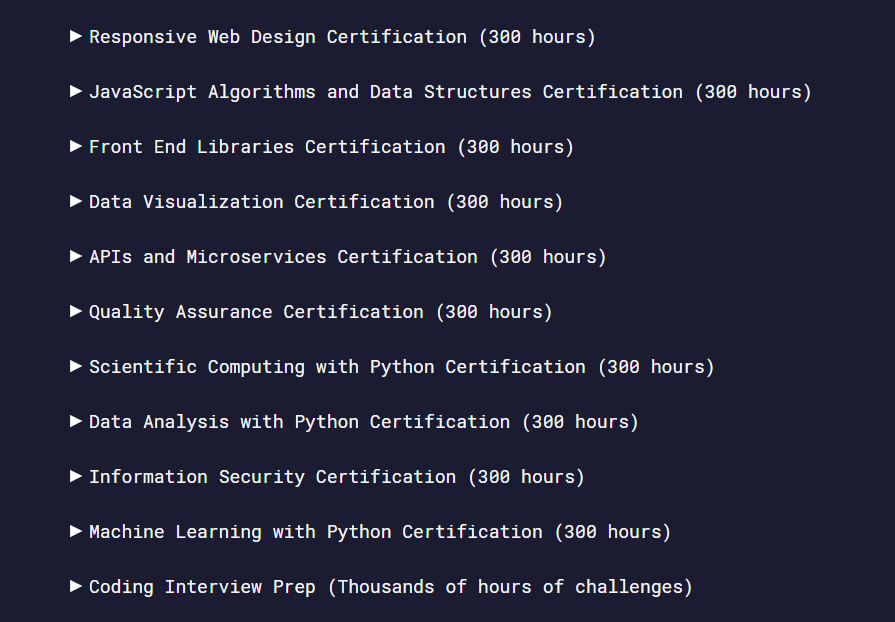 Responsive Web Design Certification (300 hours)
JavaScript Algorithms and Data Structures Certification (300 hours)
Front End Libraries Certification (300 hours)
Data Visualization Certification (300 hours)
APIs and Microservices Certification (300 hours)
Quality Assurance Certification (300 hours)
Scientific Computing with Python Certification (300 hours)
Data Analysis with Python Certification (300 hours)
Information Security Certification (300 hours)
Machine Learning with Python Certification (300 hours)
Coding Interview Prep (Thousands of hours of challenges)